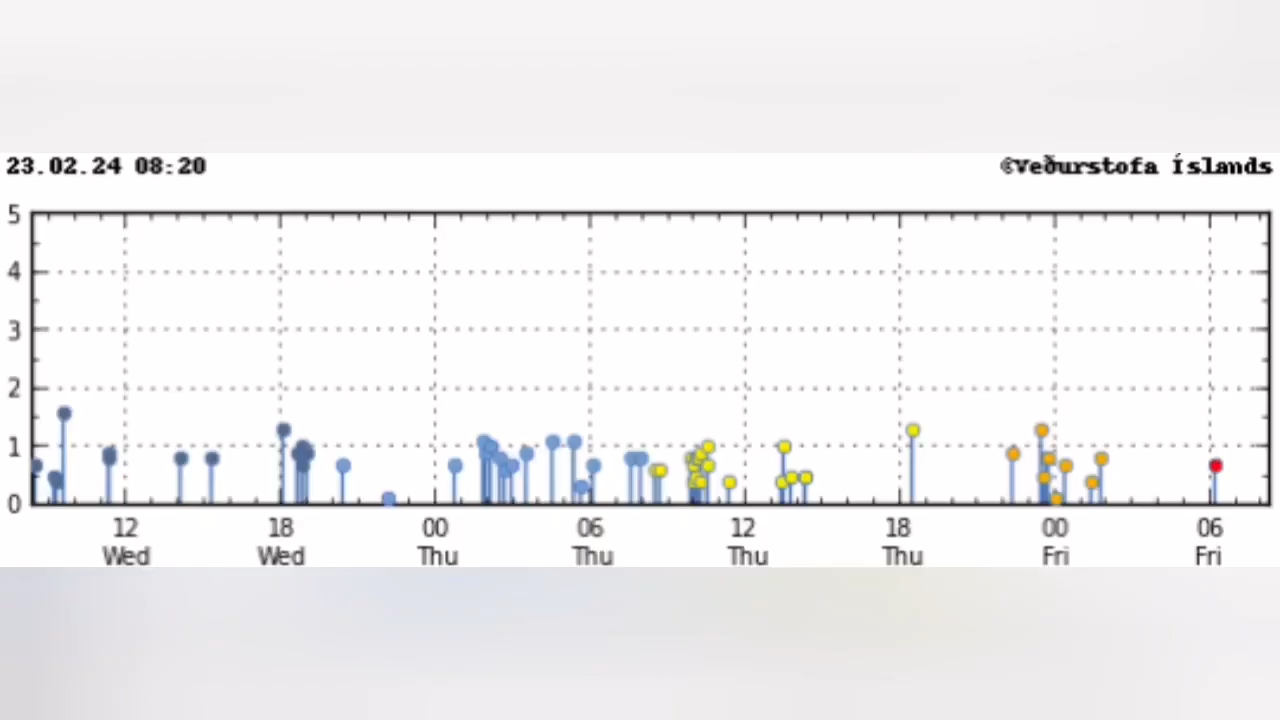 23.02.24 08:20
©Veðurstofa Íslands
5
4
3
2
1
0
12 18 00 06 12 18 00 06
Wed Wed Thu Thu Thu Thu Fri Fri